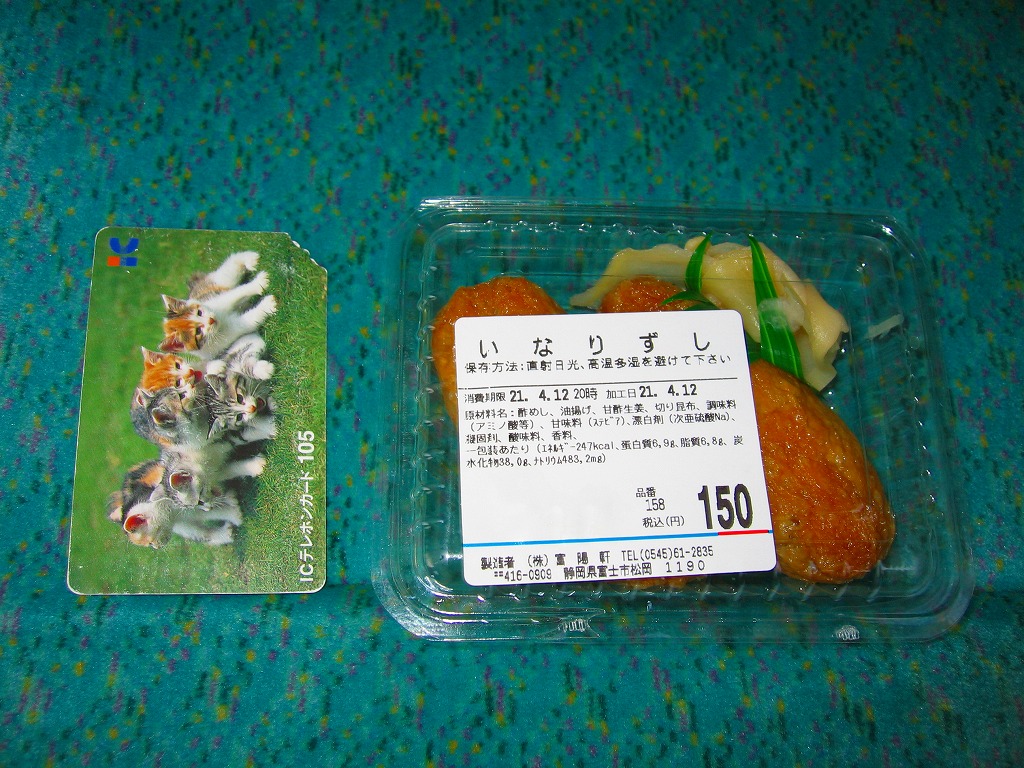 ICテレホンカード 105
いなりずし
保存方法:直射日光、高温多湿を避けて下さい
消費期限 21. 4.12 20時 加工日 21. 4.12
原材料名:酢めし、油揚げ、甘酢生姜、切り昆布、調味料
(アミノ酸等)、甘味料(ステビア)、漂白剤(次亜硫酸Na)、
凝固剤、酸味料、香料、
一包装あたり(エネルギー247kcal、蛋白質6,9g、脂質6,8g、炭
水化物38,0g、ナトリウム483,2mg)
品番
158
税込(円) 150
製造者 (株)富陽軒 TEL(0545)61-2835
〒416-0909 静岡県富士市松岡 1190